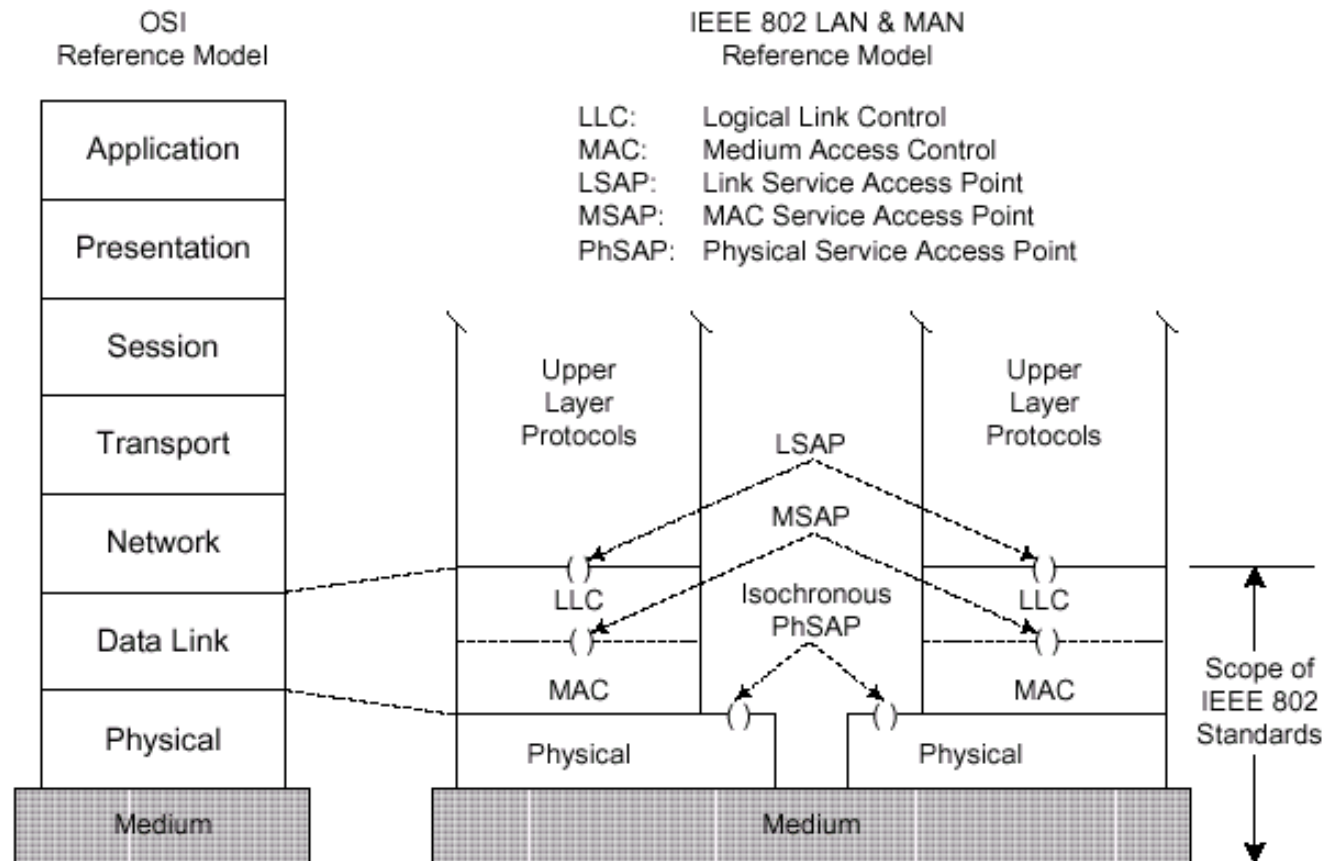 OSI
Reference Model
IEEE 802 LAN & MAN
Reference Model
LLC: Logical Link Control
MAC: Medium Access Control
LSAP: Link Service Access Point
MSAP: MAC Service Access Point
PhSAP: Physical Service Access Point
Application
Presentation
Session
Transport
Network
Data Link
Physical
Medium
Upper
Layer
Protocols
LSAP
MSAP
Isochronous
PhSAP
Upper
Layer
Protocols
LLC
MAC
Physical
LLC
MAC
Physical
Medium
Scope of
IEEE 802
Standards